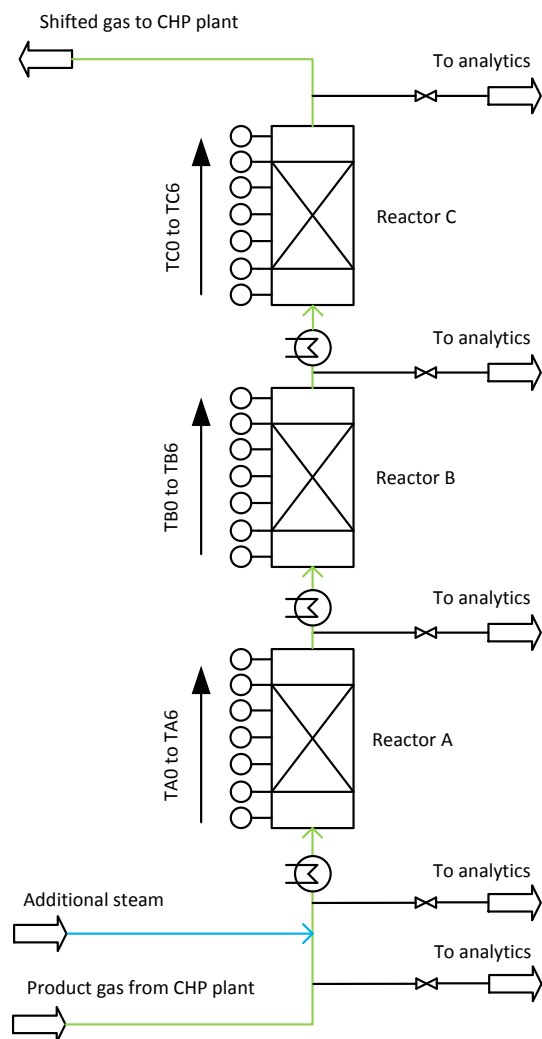 Shifted gas to CHP plant
To analytics
TC0 to TC6
Reactor C
To analytics
TB0 to TB6
Reactor B
To analytics
TA0 to TA6
Reactor A
To analytics
Additional steam
To analytics
Product gas from CHP plant